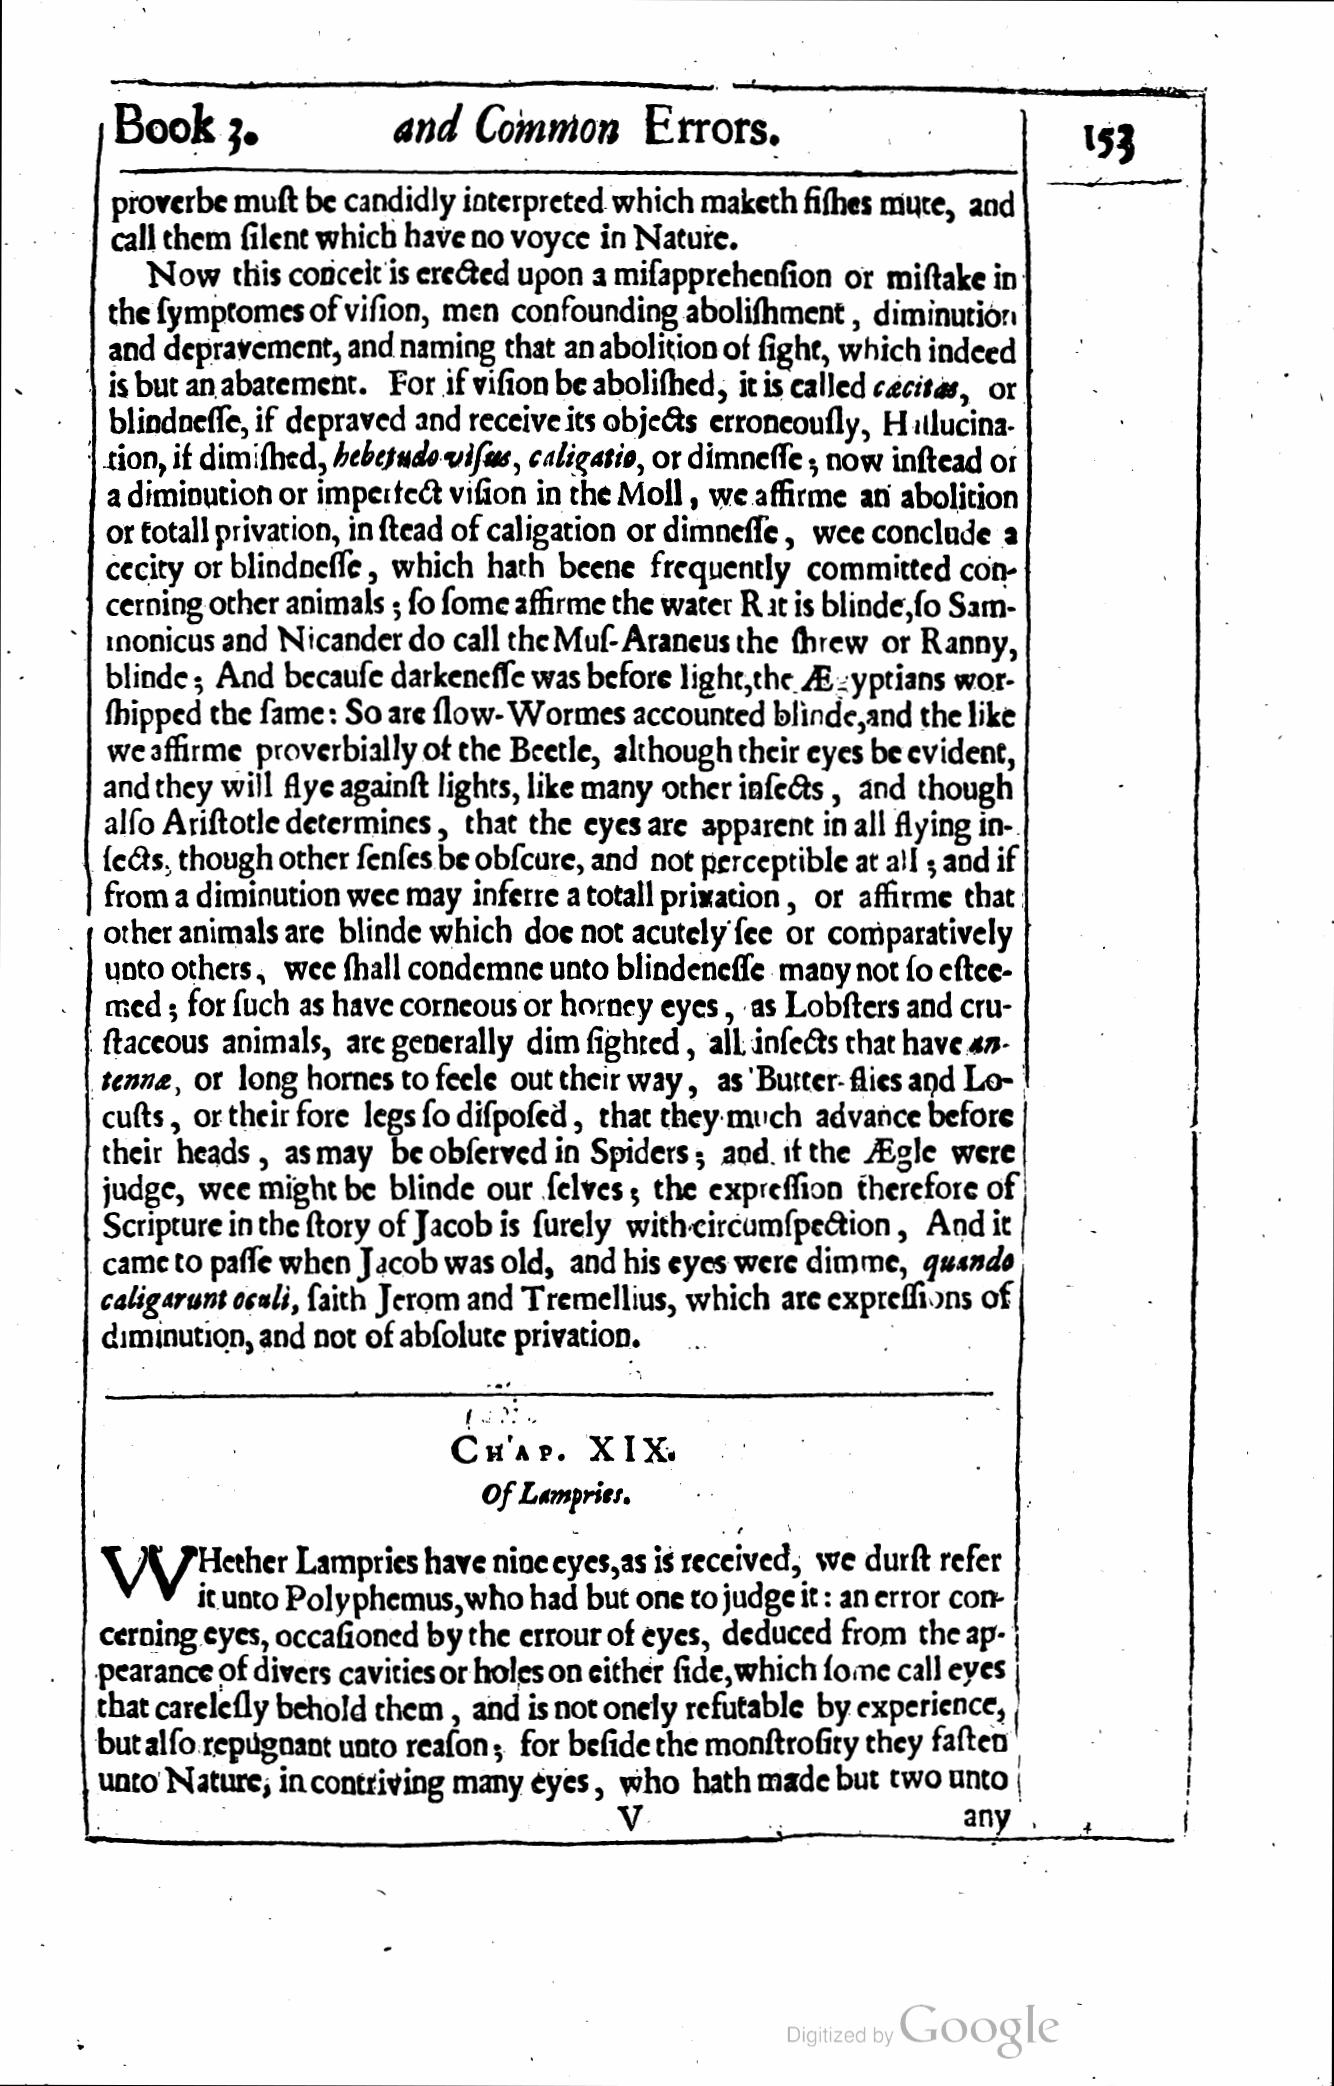 Book 3. and Common Errors. 153
proverbe muſt be candidly interpreted which maketh fiſhes mute, and
call them ſilent which have no voyce in Nature.
Now this conceit is erected upon a miſapprehenſion or miſtake in
the ſymptomes of viſion, men confounding aboliſhment, diminution
and depravement, and naming that an abolition of ſight, which indeed
is but an abatement. For if viſion be aboliſhed, it is called cæcitas, or
blindneſſe, if depraved and receive its objects erroneouſly, Hallucina-
tion, if dimiſhed, hebetudo viſus, caligatio, or dimneſſe; now inſtead of
a diminution or imperfect viſion in the Moll, we affirme an abolition
or totall privation, in ſtead of caligation or dimneſſe, wee conclude a
cecity or blindneſſe, which hath beene frequently committed con-
cerning other animals; ſo ſome affirme the water Rat is blinde, ſo Sam-
monicus and Nicander do call the Muſ-Araneus the ſhrew or Ranny,
blinde; And becauſe darkeneſſe was before light, the Ægyptians wor-
ſhipped the ſame: So are ſlow-Wormes accounted blinde, and the like
we affirme proverbially of the Beetle, although their eyes be evident,
and they will flye againſt lights, like many other inſects, and though
alſo Ariſtotle determines, that the eyes are apparent in all flying in-
ſects, though other ſenſes be obſcure, and not perceptible at all; and if
from a diminution wee may inferre a totall privation, or affirme that
other animals are blinde which doe not acutely ſee or comparatively
unto others, wee ſhall condemne unto blindeneſſe many not ſo eſtee-
med; for ſuch as have corneous or horney eyes, as Lobſters and cru-
ſtaceous animals, are generally dim ſighted, all inſects that have an-
tennæ, or long hornes to feele out their way, as Butter-flies and Lo-
cuſts, or their fore legs ſo diſpoſed, that they much advance before
their heads, as may be obſerved in Spiders; and if the Ægle were
judge, wee might be blinde our ſelves; the expreſſion therefore of
Scripture in the ſtory of Jacob is ſurely with circumſpection, And it
came to paſſe when Jacob was old, and his eyes were dimme, quando
caligarunt oculi, ſaith Jerom and Tremellius, which are expreſſions of
diminution, and not of abſolute privation.
CHAP. XIX.
Of Lampries.
WHether Lampries have nine eyes, as is received, we durſt refer
it unto Polyphemus, who had but one to judge it: an error con-
cerning eyes, occaſioned by the errour of eyes, deduced from the ap-
pearance of divers cavities or holes on either ſide, which ſome call eyes
that careleſly behold them, and is not onely refutable by experience,
but alſo repugnant unto reaſon; for beſide the monſtroſity they faſten
unto Nature, in contriving many eyes, who hath made but two unto
V any
Digitized by Google